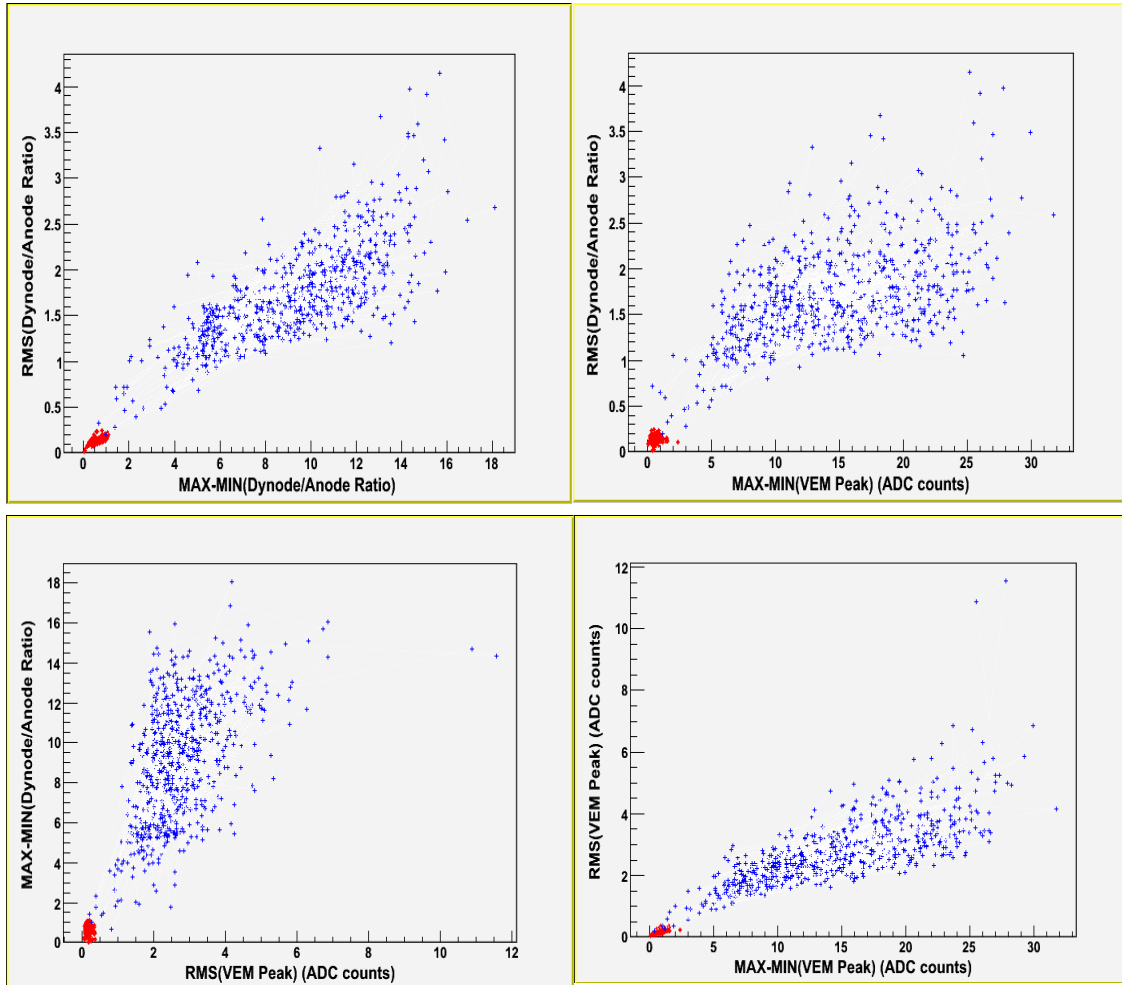 4
3.5
3
2.5
2
1.5
1
0.5
0
RMS(Dynode/Anode Ratio)
0 2 4 6 8 10 12 14 16 18
MAX-MIN(Dynode/Anode Ratio)
4
3.5
3
2.5
2
1.5
1
0.5
0
RMS(Dynode/Anode Ratio)
0 5 10 15 20 25 30
MAX-MIN(VEM Peak) (ADC counts)
18
16
14
12
10
8
6
4
2
0
MAX-MIN(Dynode/Anode Ratio)
0 2 4 6 8 10 12
RMS(VEM Peak) (ADC counts)
12
10
8
6
4
2
0
RMS(VEM Peak) (ADC counts)
0 5 10 15 20 25 30
MAX-MIN(VEM Peak) (ADC counts)